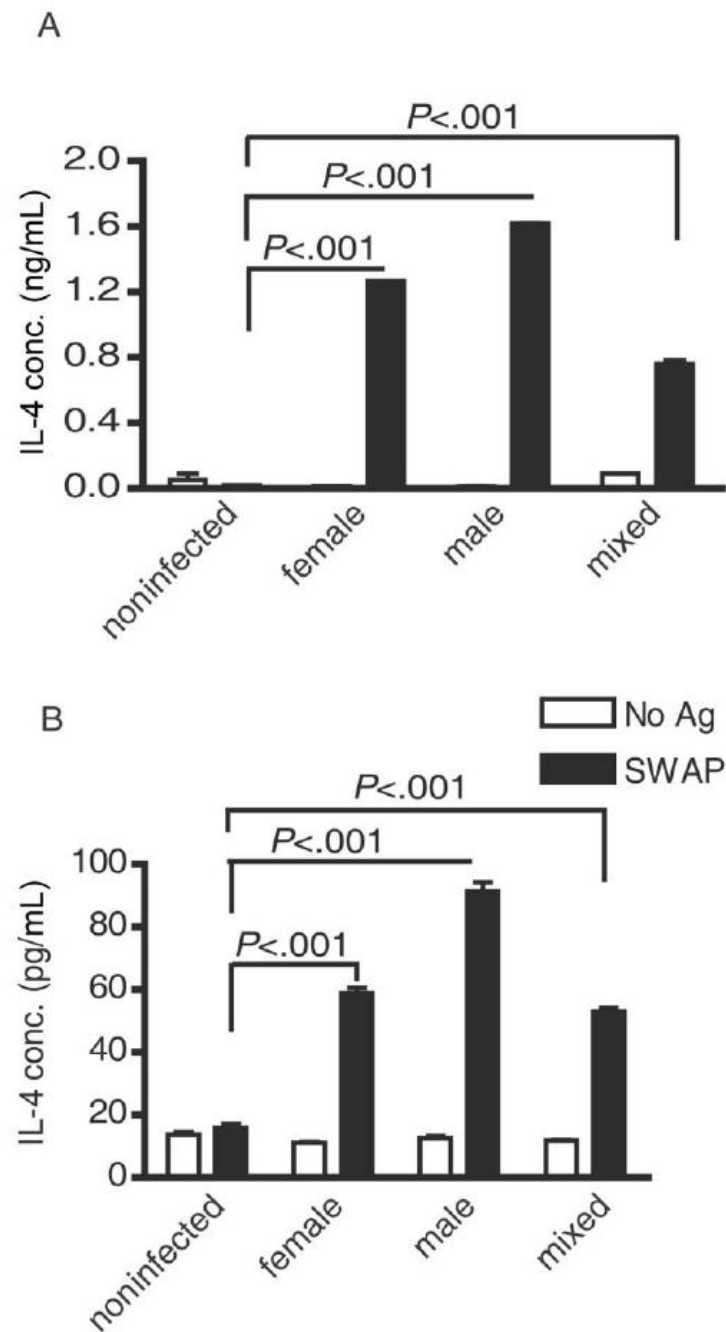 A
P<.001
P<.001
P<.001
IL-4 conc. (ng/mL)
2.0
1.6
1.2
0.8
0.4
0.0
noninfected
female
male
mixed
B
No Ag
SWAP
P<.001
P<.001
P<.001
IL-4 conc. (pg/mL)
100
80
60
40
20
0
noninfected
female
male
mixed